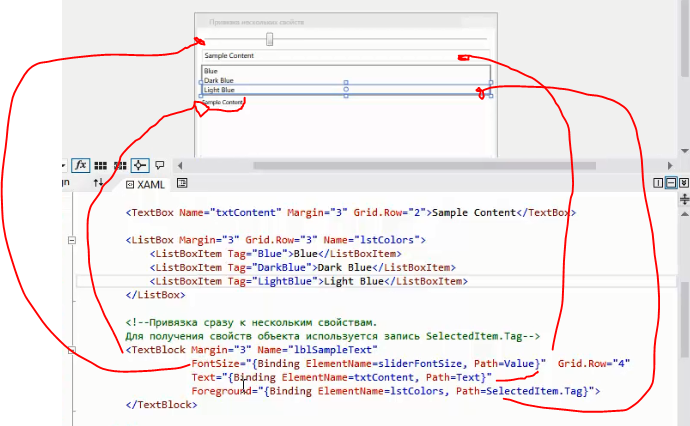 Привязка нескольких свойств
Sample Content
Blue
Dark Blue
Light Blue
Sample Content
fx
gn
XAML
<TextBox Name="txtContent" Margin="3" Grid.Row="2">Sample Content</TextBox>
<ListBox Margin="3" Grid.Row="3" Name="lstColors">
<ListBoxItem Tag="Blue">Blue</ListBoxItem>
<ListBoxItem Tag="DarkBlue">Dark Blue</ListBoxItem>
<ListBoxItem Tag="LightBlue">Light Blue</ListBoxItem>
</ListBox>
<!--Привязка сразу к нескольким свойствам.
Для получения свойств объекта используется запись SelectedItem.Tag-->
<TextBlock Margin="3" Name="lblSampleText"
FontSize="{Binding ElementName=sliderFontSize, Path=Value}" Grid.Row="4"
Text="{Binding ElementName=txtContent, Path=Text}"
Foreground="{Binding ElementName=lstColors, Path=SelectedItem.Tag}">
</TextBlock>